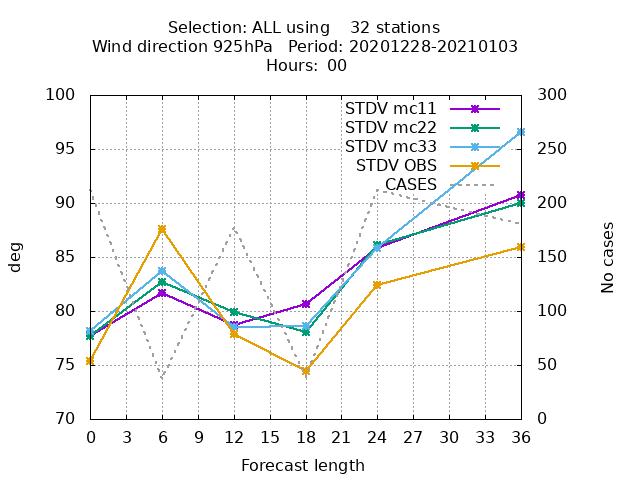 Selection: ALL using    32 stations
Wind direction 925hPa   Period: 20201228-20210103
Hours:  00
STDV mc11
STDV mc22
STDV mc33
STDV OBS
CASES
100
95
90
85
80
75
70
300
250
200
150
100
50
0
deg
No cases
0 3 6 9 12 15 18 21 24 27 30 33 36
Forecast length